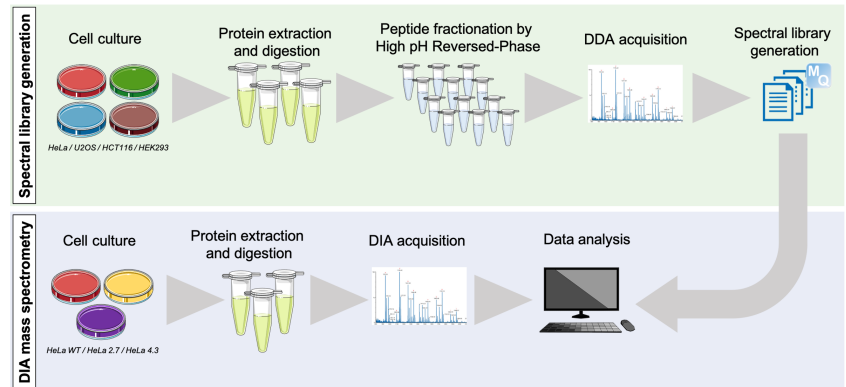 Spectral library generation
Cell culture
HeLa / U2OS / HCT116 / HEK293
Protein extraction
and digestion
Peptide fractionation by
High pH Reversed-Phase
DDA acquisition
Spectral library
generation
MQ
DIA mass spectrometry
Cell culture
HeLa WT / HeLa 2.7 / HeLa 4.3
Protein extraction
and digestion
DIA acquisition
Data analysis